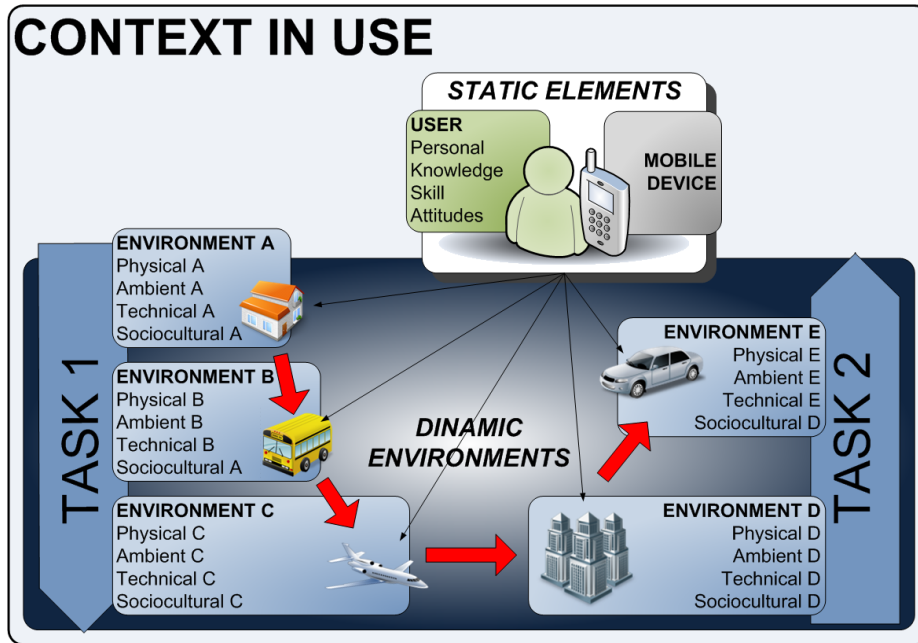 CONTEXT IN USE
STATIC ELEMENTS
USER
Personal
Knowledge
Skill
Attitudes
MOBILE
DEVICE
TASK 1
ENVIRONMENT A
Physical A
Ambient A
Technical A
Sociocultural A
ENVIRONMENT B
Physical B
Ambient B
Technical B
Sociocultural A
ENVIRONMENT C
Physical C
Ambient C
Technical C
Sociocultural C
DINAMIC
ENVIRONMENTS
ENVIRONMENT E
Physical E
Ambient E
Technical E
Sociocultural D
ENVIRONMENT D
Physical D
Ambient D
Technical D
Sociocultural D
TASK 2